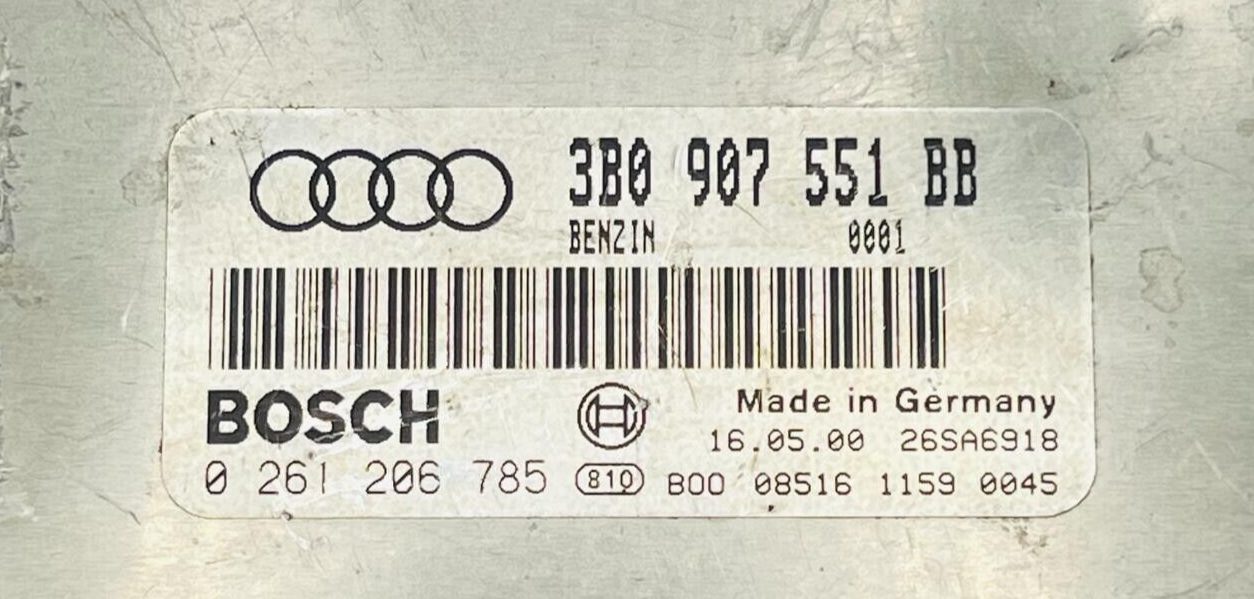 3B0 907 551 BB
BENZIN 0001
BOSCH
Made in Germany
16.05.00 26SA6918
0 261 206 785 810 B00 08516 1159 0045